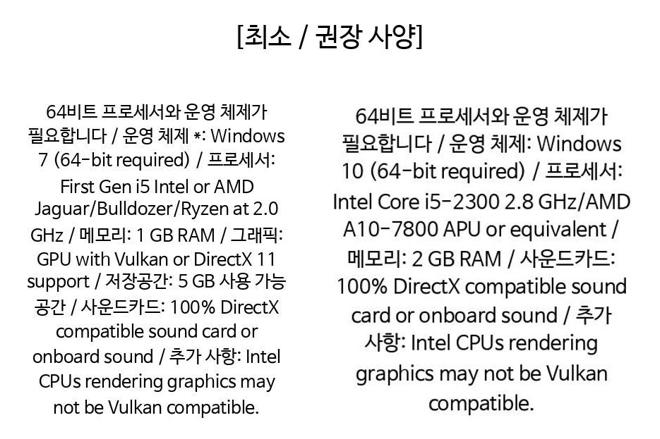 [최소 / 권장 사양]
64비트 프로세서와 운영 체제가
필요합니다 / 운영 체제 *: Windows
7 (64-bit required) / 프로세서:
First Gen i5 Intel or AMD
Jaguar/Bulldozer/Ryzen at 2.0
GHz / 메모리: 1 GB RAM / 그래픽:
GPU with Vulkan or DirectX 11
support / 저장공간: 5 GB 사용 가능
공간 / 사운드카드: 100% DirectX
compatible sound card or
onboard sound / 추가 사항: Intel
CPUs rendering graphics may
not be Vulkan compatible.
64비트 프로세서와 운영 체제가
필요합니다 / 운영 체제: Windows
10 (64-bit required) / 프로세서:
Intel Core i5-2300 2.8 GHz/AMD
A10-7800 APU or equivalent /
메모리: 2 GB RAM / 사운드카드:
100% DirectX compatible sound
card or onboard sound / 추가
사항: Intel CPUs rendering
graphics may not be Vulkan
compatible.